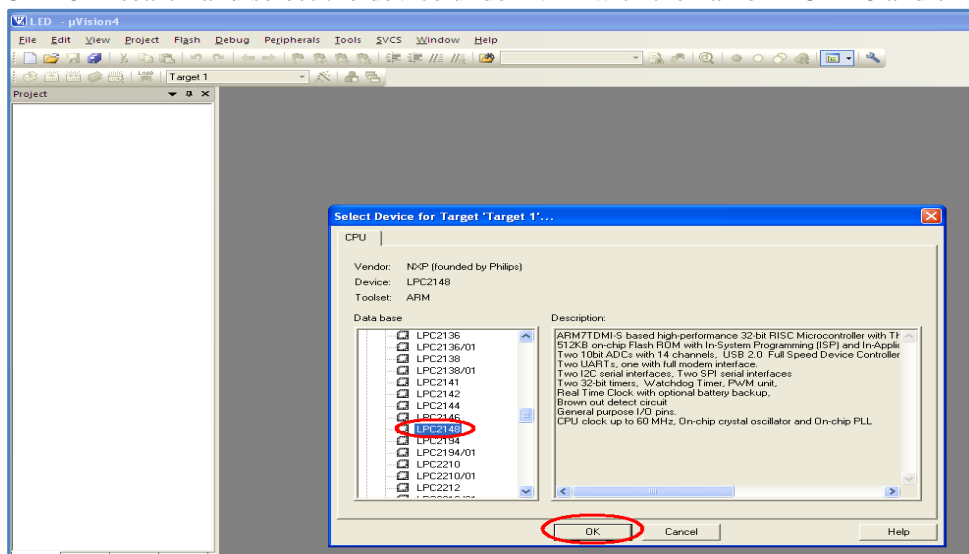 LED - µVision4
File Edit View Project Flash Debug Peripherals Tools SVCS Window Help
Target 1
Project
Select Device for Target 'Target 1'...
CPU
Vendor: NXP (founded by Philips)
Device: LPC2148
Toolset: ARM
Data base
Description:
LPC2136
LPC2136/01
LPC2138
LPC2138/01
LPC2141
LPC2142
LPC2144
LPC2146
LPC2148
LPC2194
LPC2194/01
LPC2210
LPC2210/01
LPC2212
ARM7TDMI-S based high-performance 32-bit RISC Microcontroller with Th
512KB on-chip Flash ROM with In-System Programming (ISP) and In-Applic
Two 10bit ADCs with 14 channels, USB 2.0 Full Speed Device Controller
Two UARTs, one with full modem interface.
Two I2C serial interfaces, Two SPI serial interfaces
Two 32-bit timers, Watchdog Timer, PWM unit,
Real Time Clock with optional battery backup,
Brown out detect circuit
General purpose I/O pins.
CPU clock up to 60 MHz, On-chip crystal oscillator and On-chip PLL
OK Cancel Help